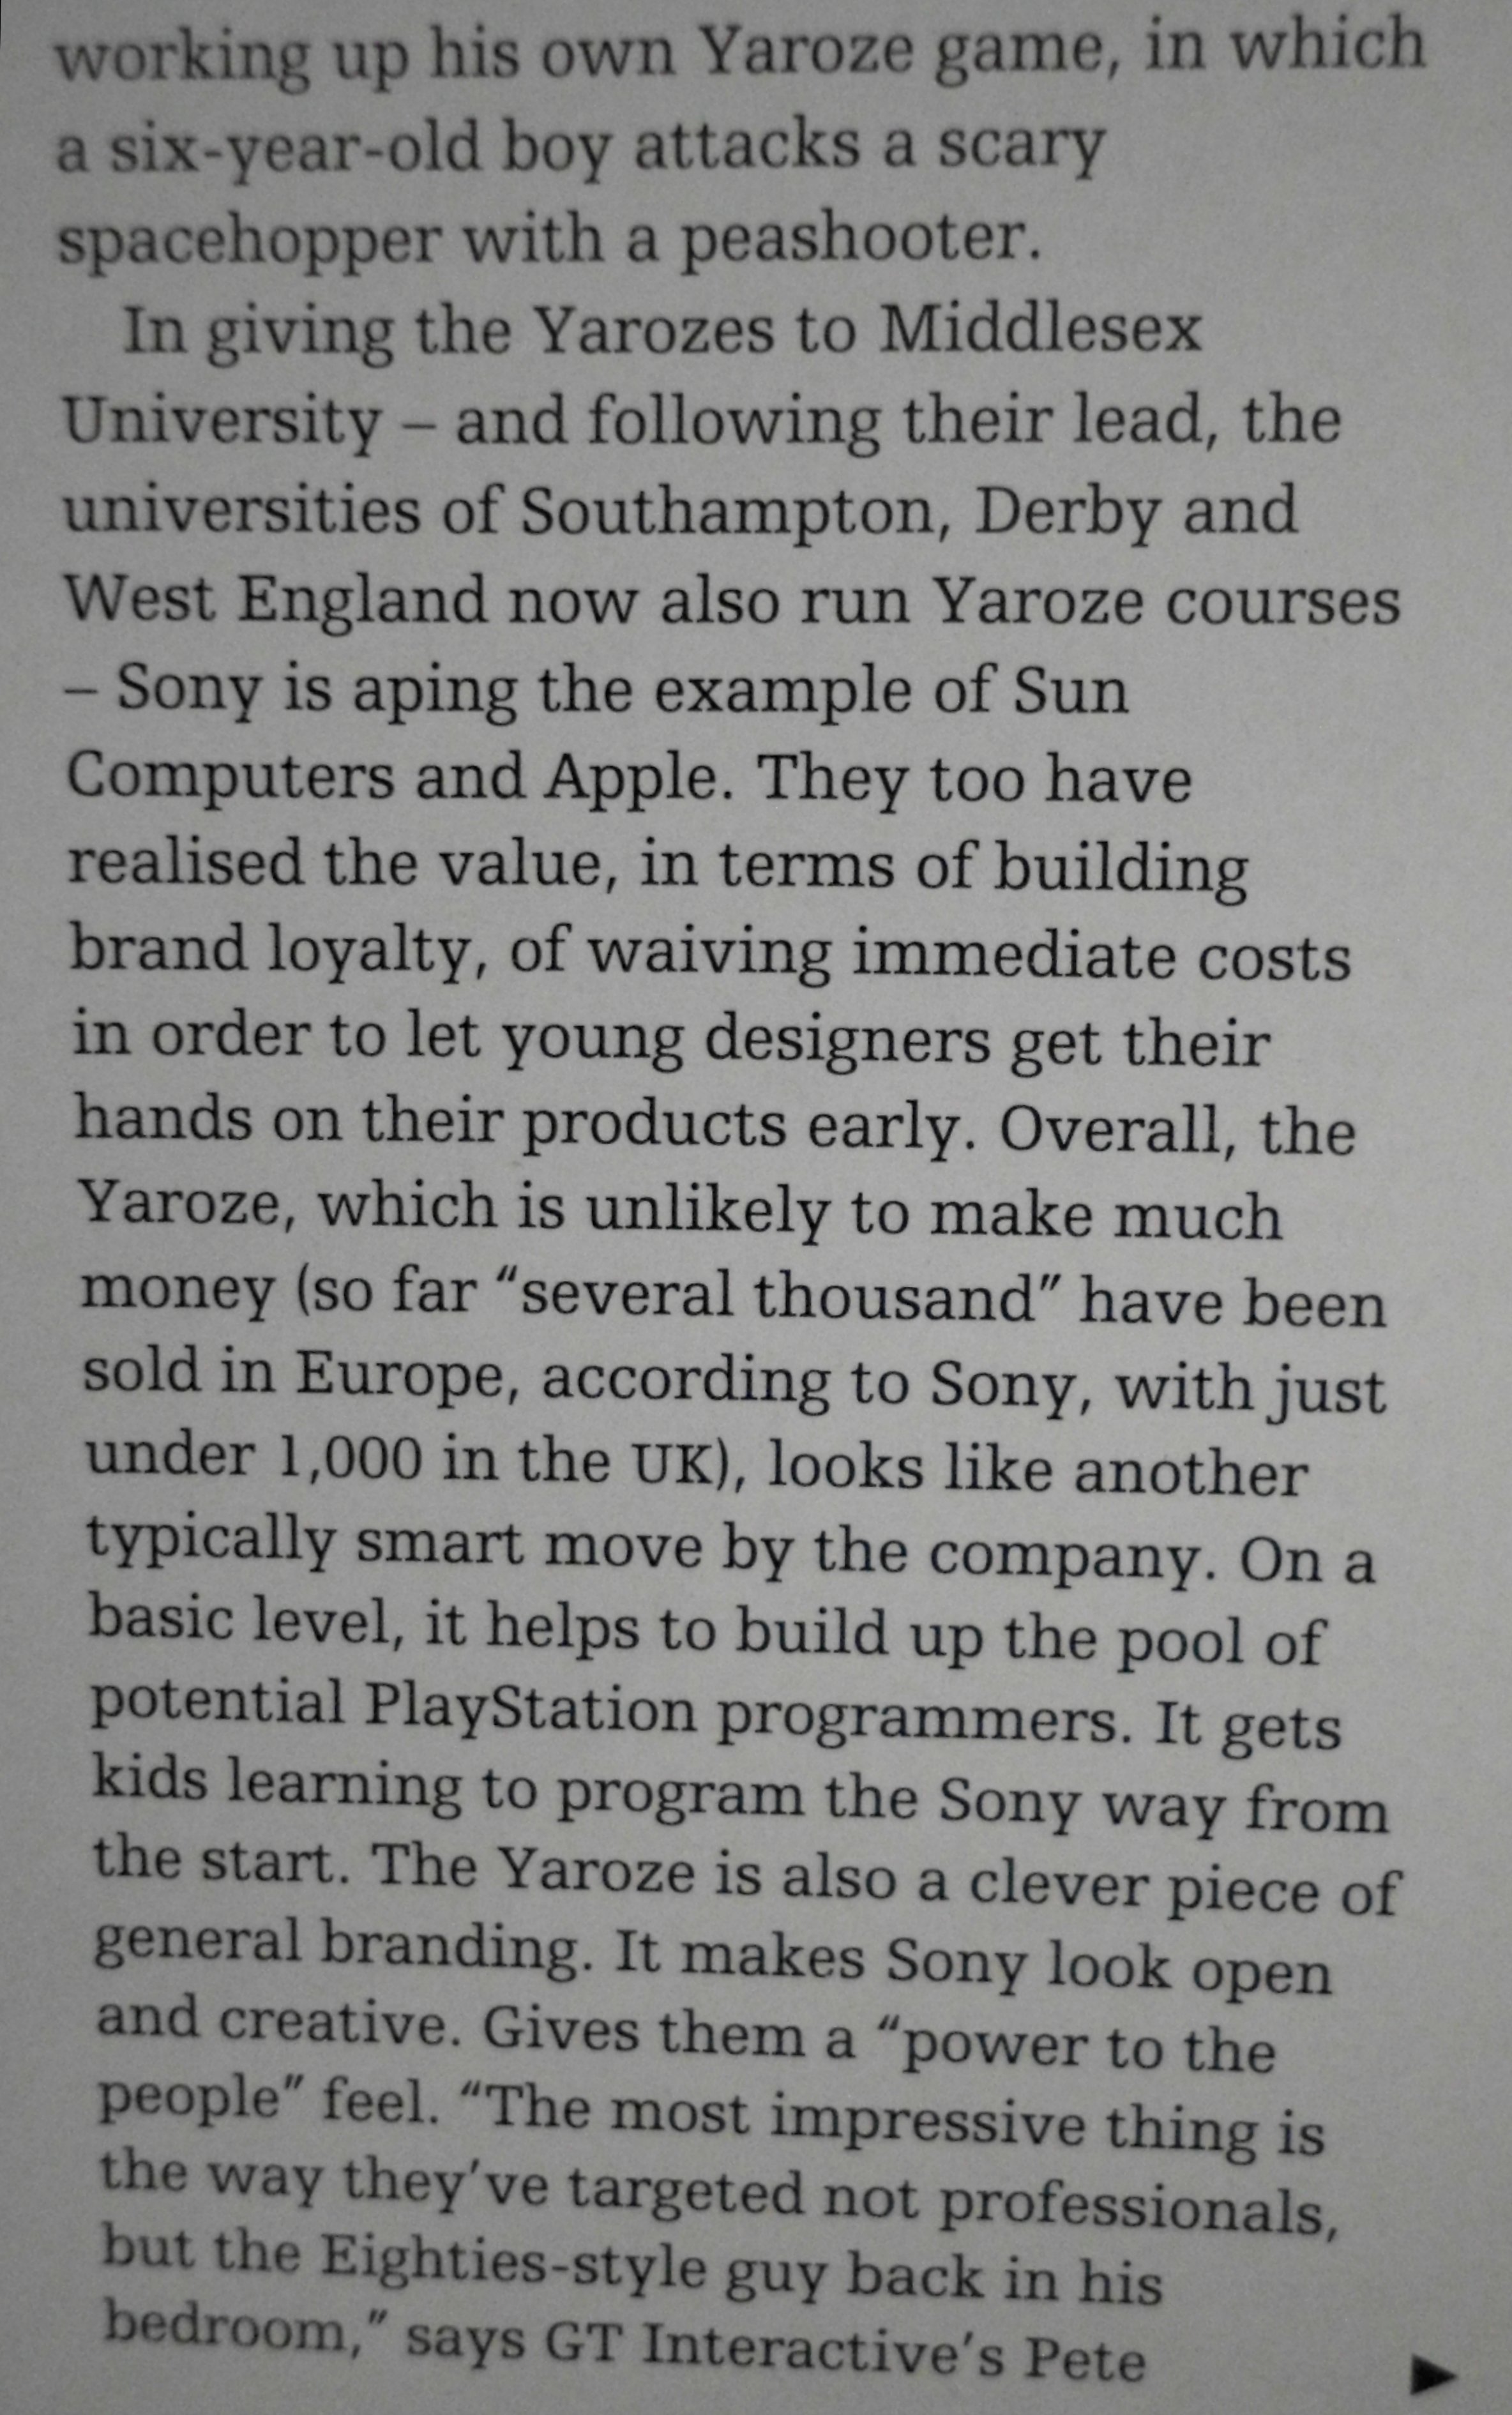 working up his own Yaroze game, in which
a six-year-old boy attacks a scary
spacehopper with a peashooter.
In giving the Yarozes to Middlesex
University – and following their lead, the
universities of Southampton, Derby and
West England now also run Yaroze courses
– Sony is aping the example of Sun
Computers and Apple. They too have
realised the value, in terms of building
brand loyalty, of waiving immediate costs
in order to let young designers get their
hands on their products early. Overall, the
Yaroze, which is unlikely to make much
money (so far “several thousand” have been
sold in Europe, according to Sony, with just
under 1,000 in the UK), looks like another
typically smart move by the company. On a
basic level, it helps to build up the pool of
potential PlayStation programmers. It gets
kids learning to program the Sony way from
the start. The Yaroze is also a clever piece of
general branding. It makes Sony look open
and creative. Gives them a “power to the
people” feel. “The most impressive thing is
the way they’ve targeted not professionals,
but the Eighties-style guy back in his
bedroom,” says GT Interactive’s Pete